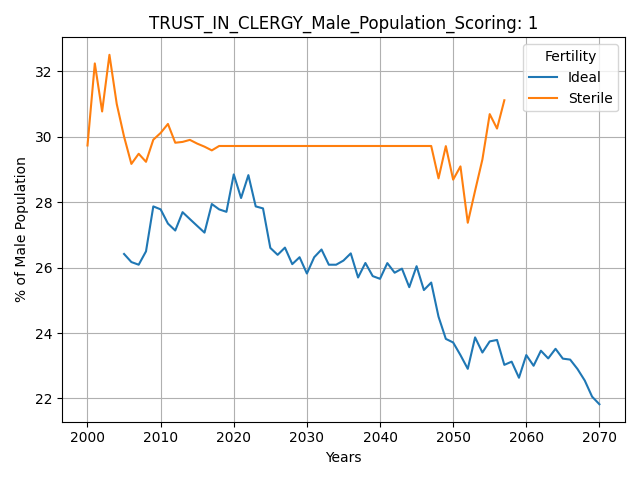 TRUST_IN_CLERGY_Male_Population_Scoring: 1
Fertility
Ideal
Sterile
% of Male Population
32
30
28
26
24
22
2000 2010 2020 2030 2040 2050 2060 2070
Years